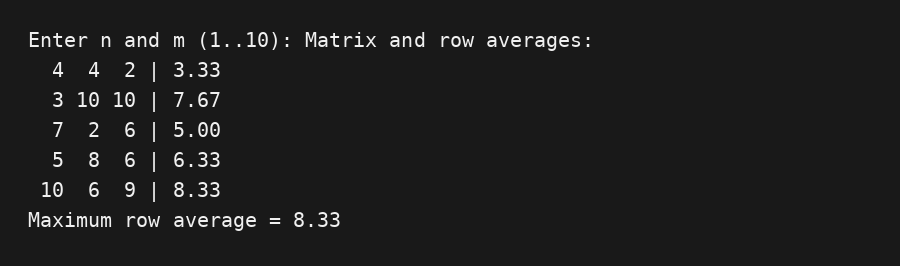 Enter n and m (1..10): Matrix and row averages:
  4  4  2 | 3.33
  3 10 10 | 7.67
  7  2  6 | 5.00
  5  8  6 | 6.33
 10  6  9 | 8.33
Maximum row average = 8.33